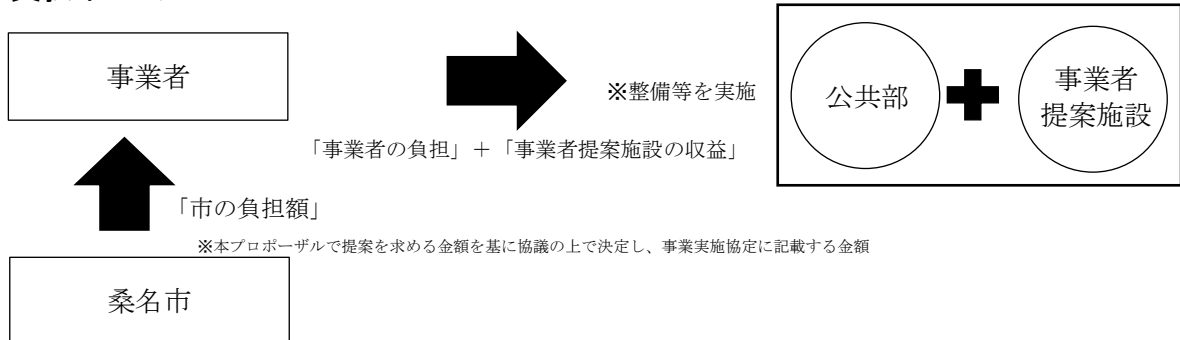 事業者
※整備等を実施
公共部
事業者
提案施設
「事業者の負担」+「事業者提案施設の収益」
「市の負担額」
※本プロポーザルで提案を求める金額を基に協議の上で決定し、事業実施協定に記載する金額
桑名市